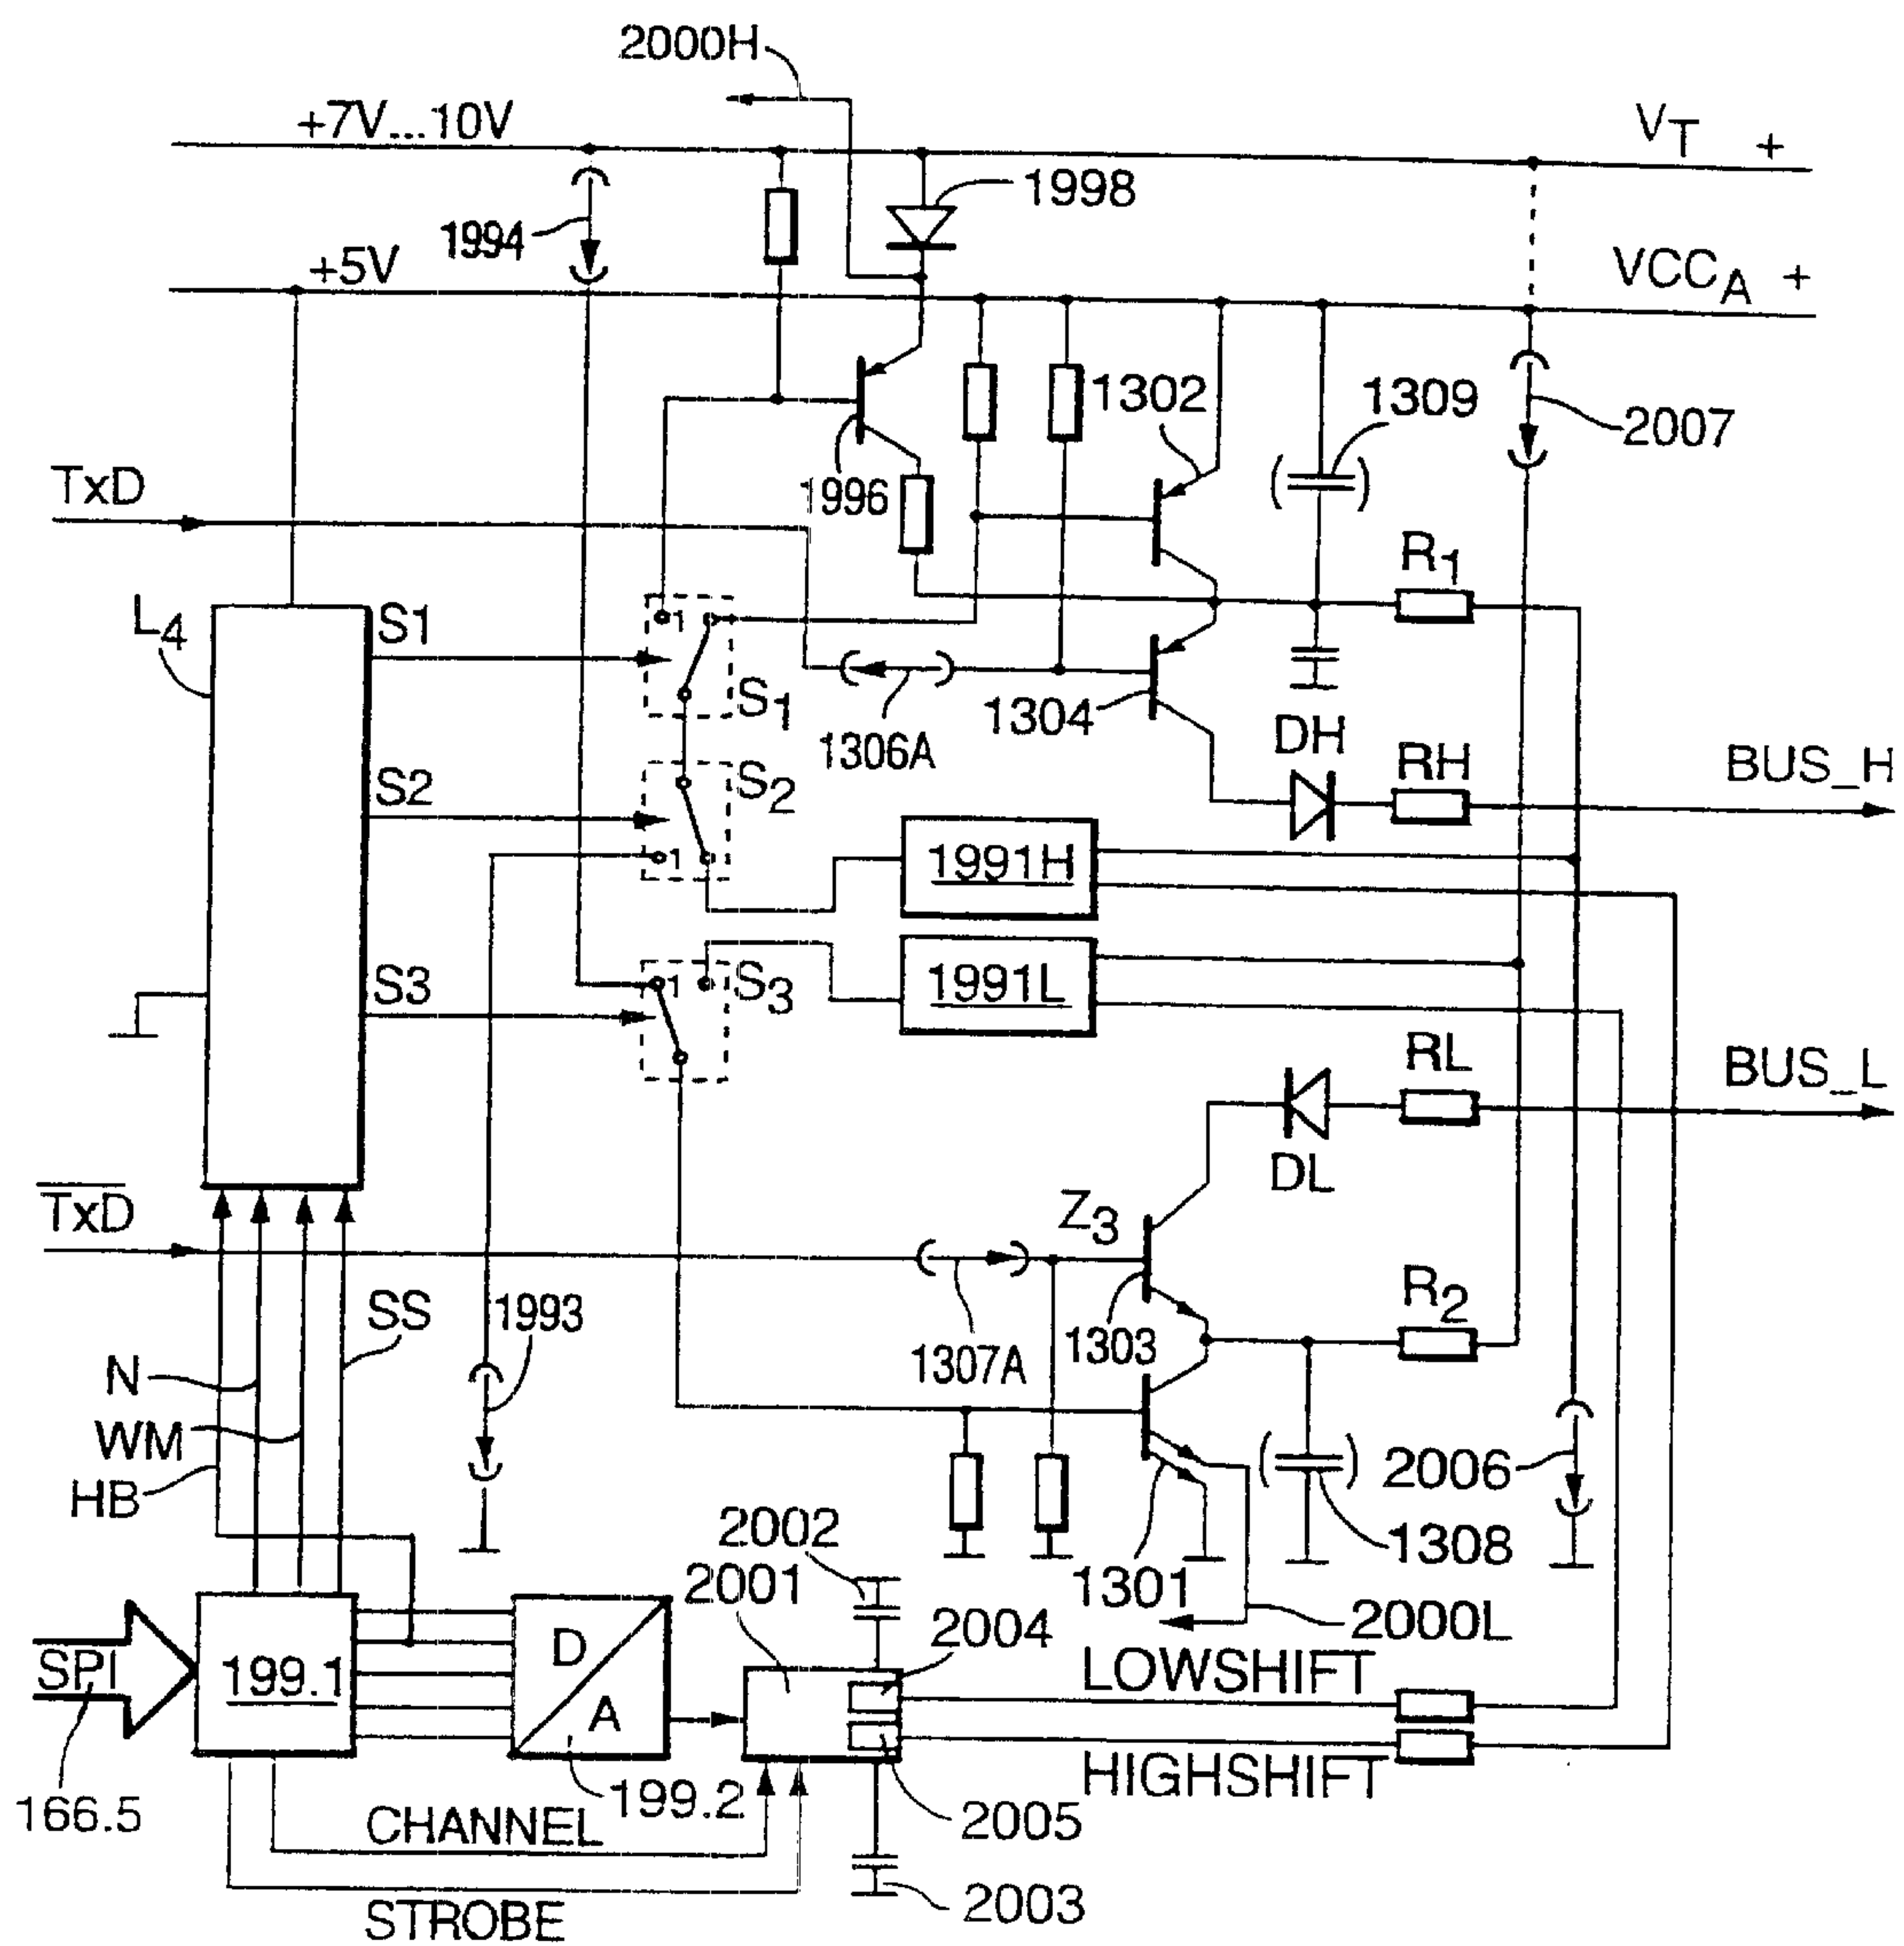 2000H
+7V...10V
VT +
1998
1994
+5V
VCCA +
1302
1309
2007
TxD
1996
R1
L4
S1
S1
1304
1306A
DH
RH
BUS_H
S2
S2
1
1
1991H
S3
S3
1
1991L
RL
BUS_L
DL
TxD
Z3
SS
1993
R2
1303
1307A
N
WM
HB
2006
2002
1308
2001
1301
2004
2000L
SPI
199.1
D
A
LOWSHIFT
HIGHSHIFT
199.2
166.5
2005
CHANNEL
2003
STROBE